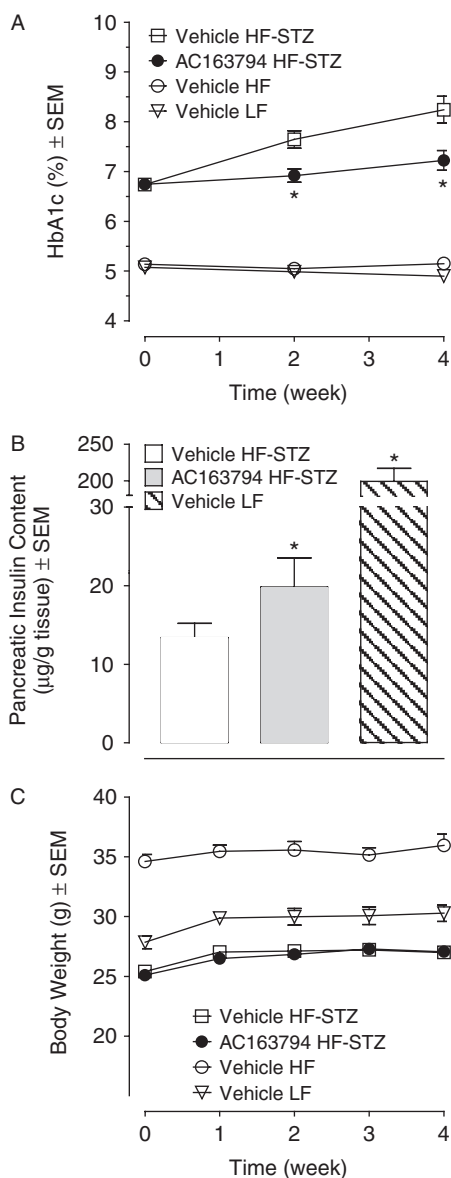 A
Vehicle HF-STZ
AC163794 HF-STZ
Vehicle HF
Vehicle LF
HbA1c (%) ± SEM
10
9
8
7
6
5
4
*
*
0 1 2 3 4
Time (week)
B
Vehicle HF-STZ
AC163794 HF-STZ
Vehicle LF
Pancreatic Insulin Content
(μg/g tissue) ± SEM
250
200
30
20
10
0
*
*
C
Body Weight (g) ± SEM
40
35
30
25
20
Vehicle HF-STZ
AC163794 HF-STZ
Vehicle HF
Vehicle LF
0 1 2 3 4
Time (week)